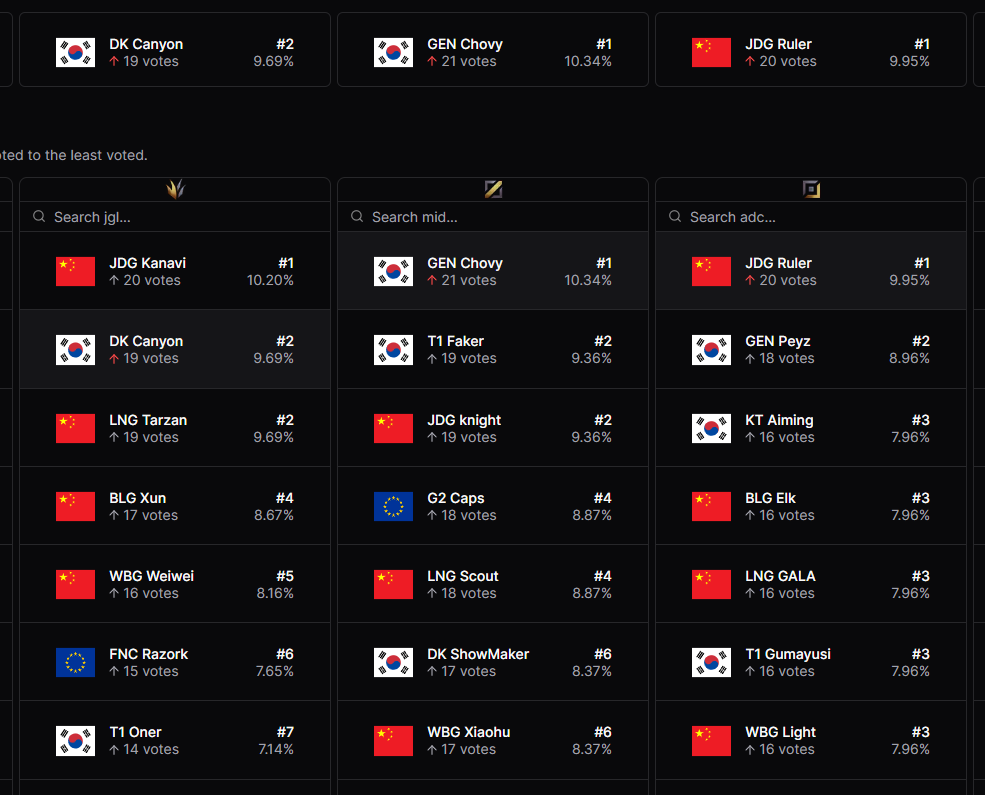 DK Canyon #2
19 votes 9.69%
GEN Chovy #1
21 votes 10.34%
JDG Ruler #1
20 votes 9.95%
to the least voted.
Search jgl...
JDG Kanavi #1
20 votes 10.20%
DK Canyon #2
19 votes 9.69%
LNG Tarzan #2
19 votes 9.69%
BLG Xun #4
17 votes 8.67%
WBG Weiwei #5
16 votes 8.16%
FNC Razork #6
15 votes 7.65%
T1 Oner #7
14 votes 7.14%
Search mid...
GEN Chovy #1
21 votes 10.34%
T1 Faker #2
19 votes 9.36%
JDG knight #2
19 votes 9.36%
G2 Caps #4
18 votes 8.87%
LNG Scout #4
18 votes 8.87%
DK ShowMaker #6
17 votes 8.37%
WBG Xiaohu #6
17 votes 8.37%
Search adc...
JDG Ruler #1
20 votes 9.95%
GEN Peyz #2
18 votes 8.96%
KT Aiming #3
16 votes 7.96%
BLG Elk #3
16 votes 7.96%
LNG GALA #3
16 votes 7.96%
T1 Gumayusi #3
16 votes 7.96%
WBG Light #3
16 votes 7.96%